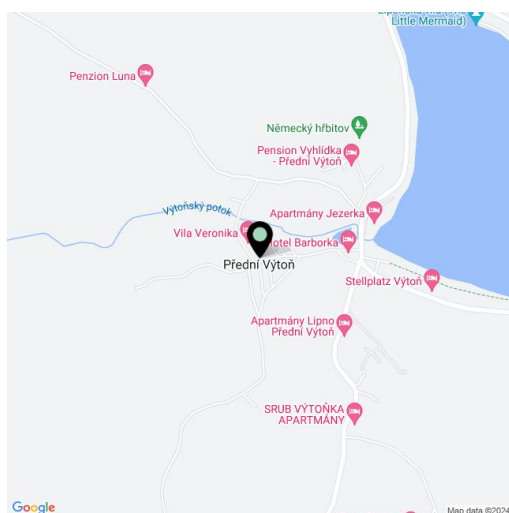 Little Mermaid)
Penzion Luna
Německý hřbitov
Pension Vyhlídka
- Přední Výtoň
Výtoňský potok
Apartmány Jezerka
Vila Veronika
Hotel Barborka
Přední Výtoň
Stellplatz Výtoň
Apartmány Lipno
Přední Výtoň
SRUB VÝTOŇKA
APARTMÁNY
Google
Map data ©2024